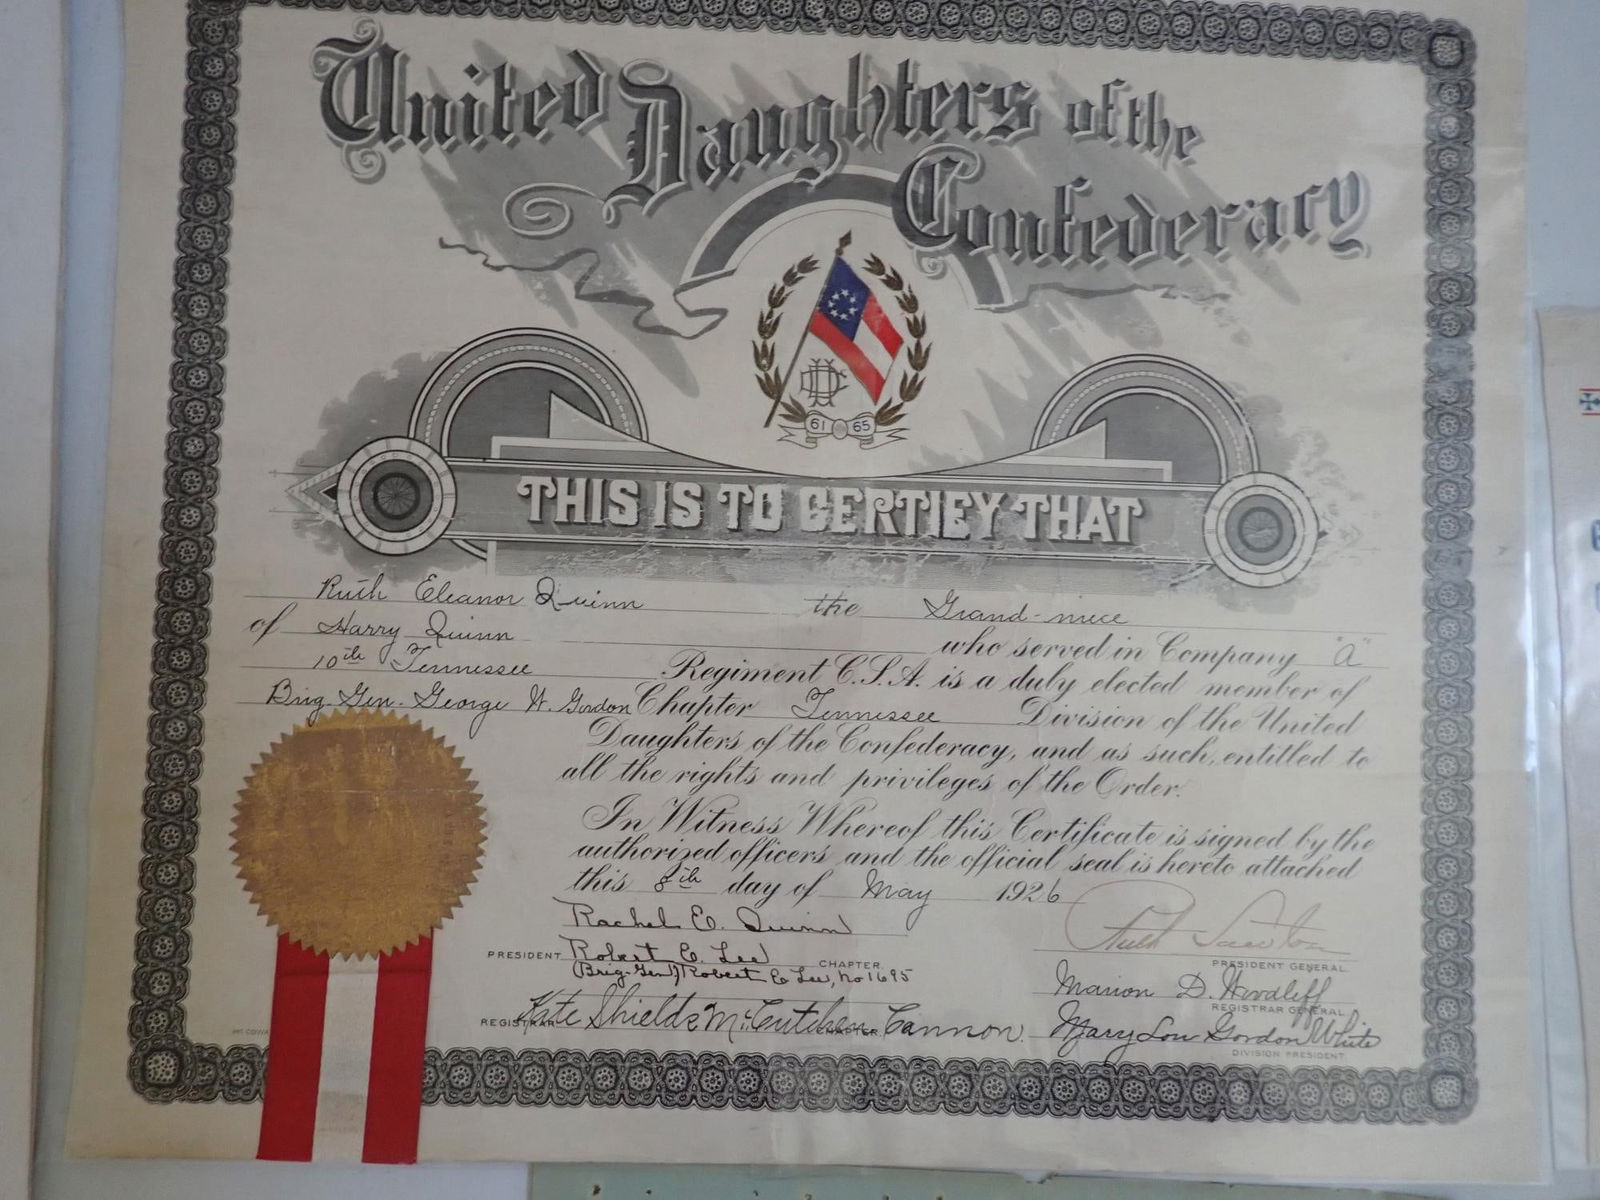 United Daughters of the
Confederacy
61 65
THIS IS TO CERTIFY THAT
Ruth Eleanor Quinn the Grand-niece
of Harry Quinn who served in Company "A"
10th Tennessee Regiment C.S.A. is a duly elected member of
Brig. Gen. George W. Gordon Chapter Tennessee Division of the United
Daughters of the Confederacy, and as such, entitled to
all the rights and privileges of the Order.
In Witness Whereof this Certificate is signed by the
authorized officers and the official seal is hereto attached
this 8th day of May 1926
Rachel E. Quinn
PRESIDENT Robert E. Lee CHAPTER.
(Brig. Gen.) Robert E Lee, No 1695
REGISTRAR Kate Shields McCutchen Cannon.
Ruth Lawton
PRESIDENT GENERAL.
Marion D. Woodleff
REGISTRAR GENERAL.
Mary Lou Gordon White
DIVISION PRESIDENT.